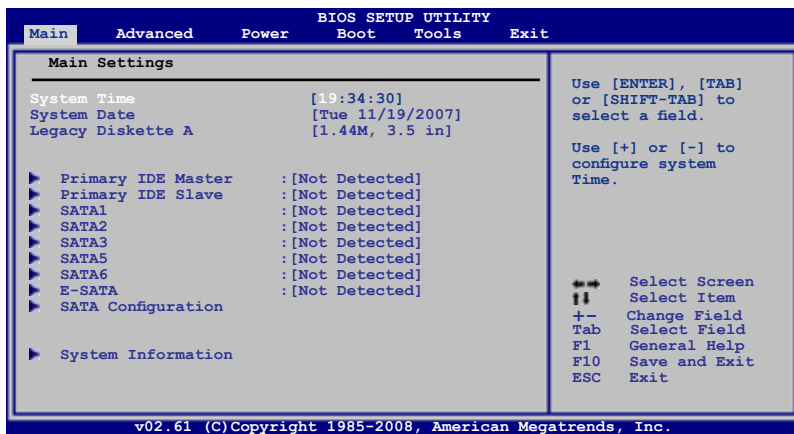 BIOS SETUP UTILITY
Main Advanced Power Boot Tools Exit
Main Settings
System Time [19:34:30]
System Date [Tue 11/19/2007]
Legacy Diskette A [1.44M, 3.5 in]
Primary IDE Master :[Not Detected]
Primary IDE Slave :[Not Detected]
SATA1 :[Not Detected]
SATA2 :[Not Detected]
SATA3 :[Not Detected]
SATA5 :[Not Detected]
SATA6 :[Not Detected]
E-SATA :[Not Detected]
SATA Configuration
System Information
Use [ENTER], [TAB]
or [SHIFT-TAB] to
select a field.
Use [+] or [-] to
configure system
Time.
←→ Select Screen
↑↓ Select Item
+- Change Field
Tab Select Field
F1 General Help
F10 Save and Exit
ESC Exit
v02.61 (C)Copyright 1985-2008, American Megatrends, Inc.